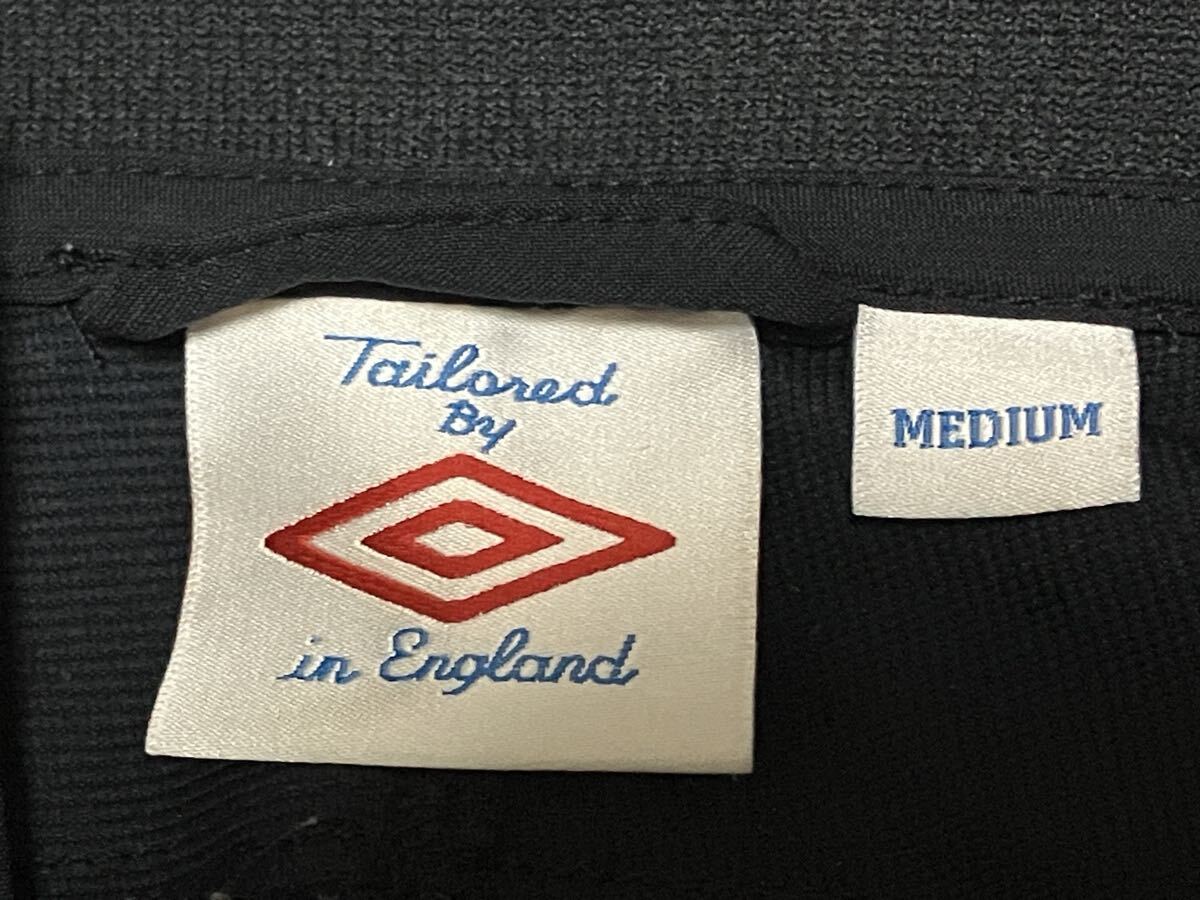 Tailored
By
in England
MEDIUM